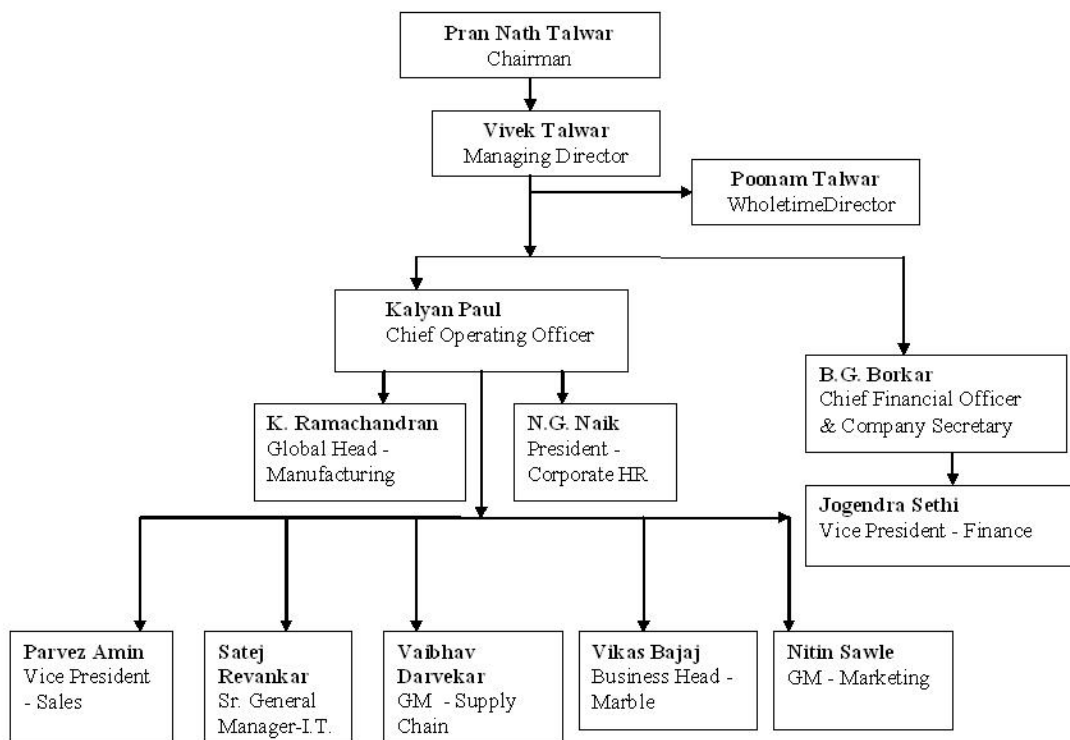 Pran Nath Talwar
Chairman
Vivek Talwar
Managing Director
Poonam Talwar
WholetimeDirector
Kalyan Paul
Chief Operating Officer
B.G. Borkar
Chief Financial Officer
& Company Secretary
K. Ramachandran
Global Head -
Manufacturing
N.G. Naik
President -
Corporate HR
Jogendra Sethi
Vice President - Finance
Parvez Amin
Vice President
- Sales
Satej
Revankar
Sr. General
Manager-I.T.
Vaibhav
Darvekar
GM - Supply
Chain
Vikas Bajaj
Business Head -
Marble
Nitin Sawle
GM - Marketing